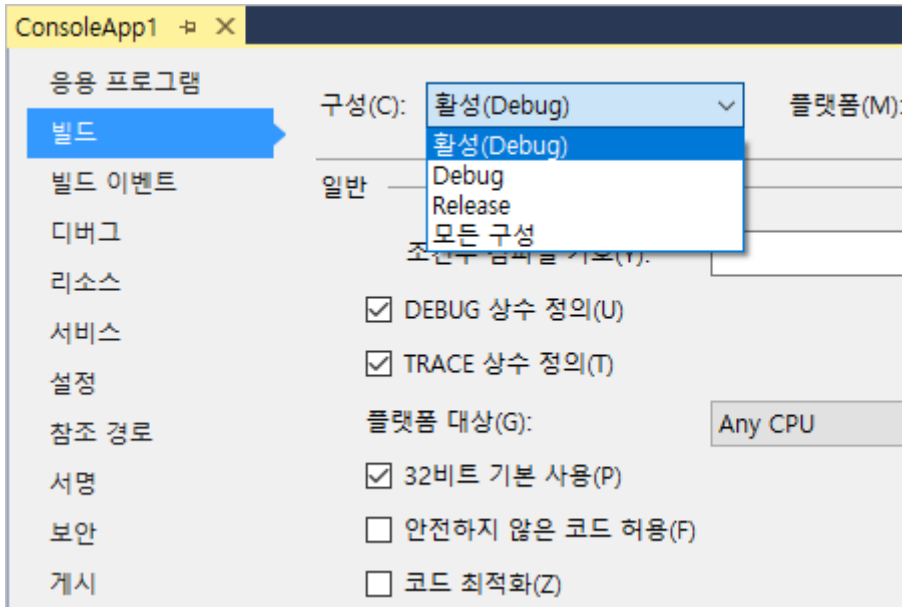 ConsoleApp1
응용 프로그램
빌드
빌드 이벤트
디버그
리소스
서비스
설정
참조 경로
서명
보안
게시
구성(C): 활성(Debug) 플랫폼(M):
활성(Debug)
Debug
Release
모든 구성
일반
DEBUG 상수 정의(U)
TRACE 상수 정의(T)
플랫폼 대상(G): Any CPU
32비트 기본 사용(P)
안전하지 않은 코드 허용(F)
코드 최적화(Z)